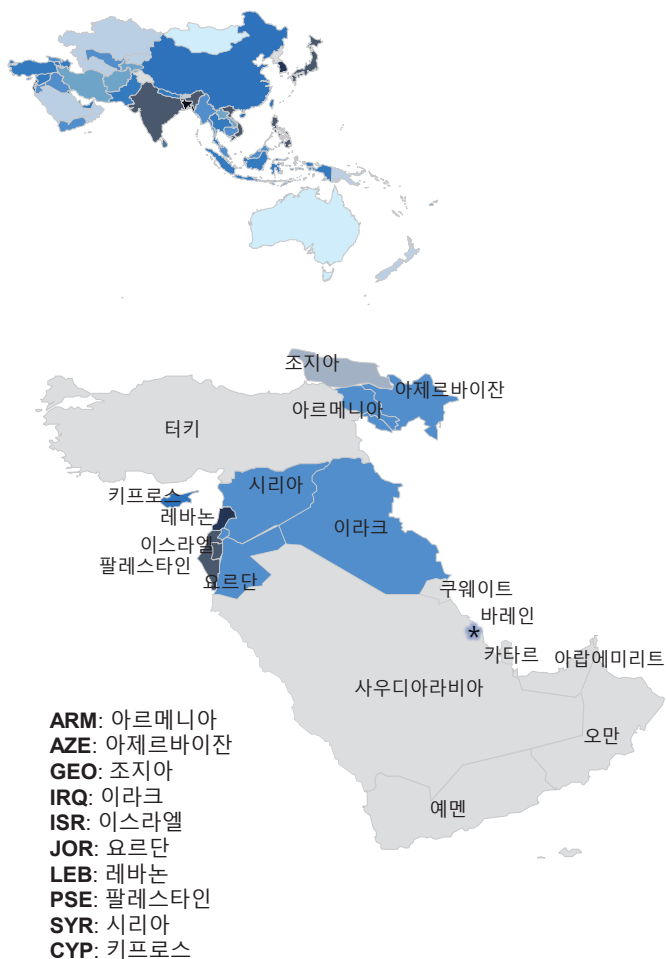 조지아
아제르바이잔
아르메니아
터키
시리아
키프로스
레바논
이라크
이스라엘
팔레스타인
요르단
쿠웨이트
바레인
*
카타르
아랍에미리트
사우디아라비아
오만
예멘
ARM: 아르메니아
AZE: 아제르바이잔
GEO: 조지아
IRQ: 이라크
ISR: 이스라엘
JOR: 요르단
LEB: 레바논
PSE: 팔레스타인
SYR: 시리아
CYP: 키프로스